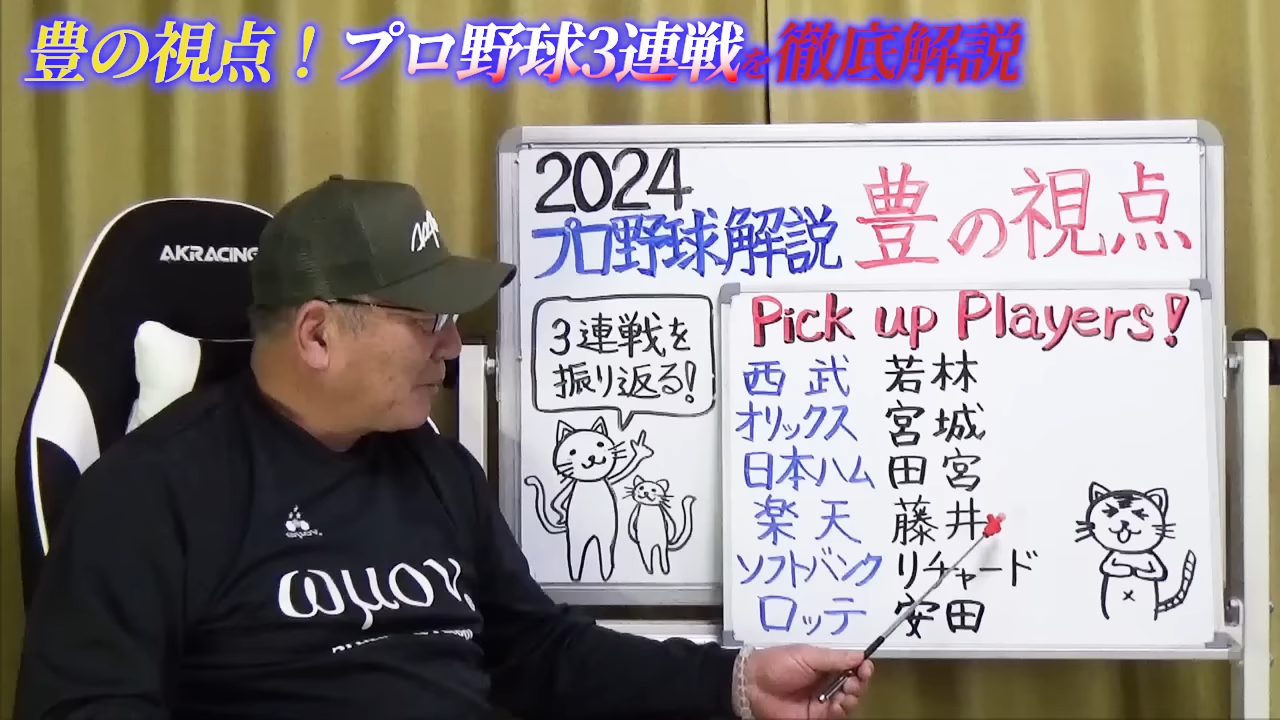 豊の視点！プロ野球3連戦を徹底解説
AKRACING
2024
プロ野球解説 豊の視点
3連戦を
振り返る！
Pick up Players!
西武 若林
オリックス 宮城
日本ハム 田宮
楽天 藤井
ソフトバンク リチャード
ロッテ 安田